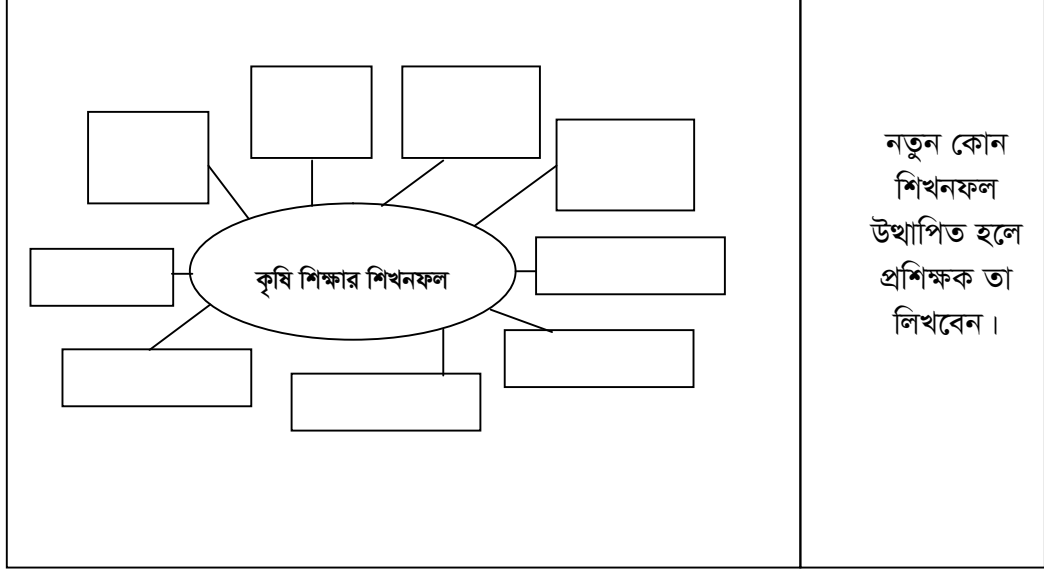 কৃষি শিক্ষার শিখনফল
নতুন কোন
শিখনফল
উত্থাপিত হলে
প্রশিক্ষক তা
লিখবেন।